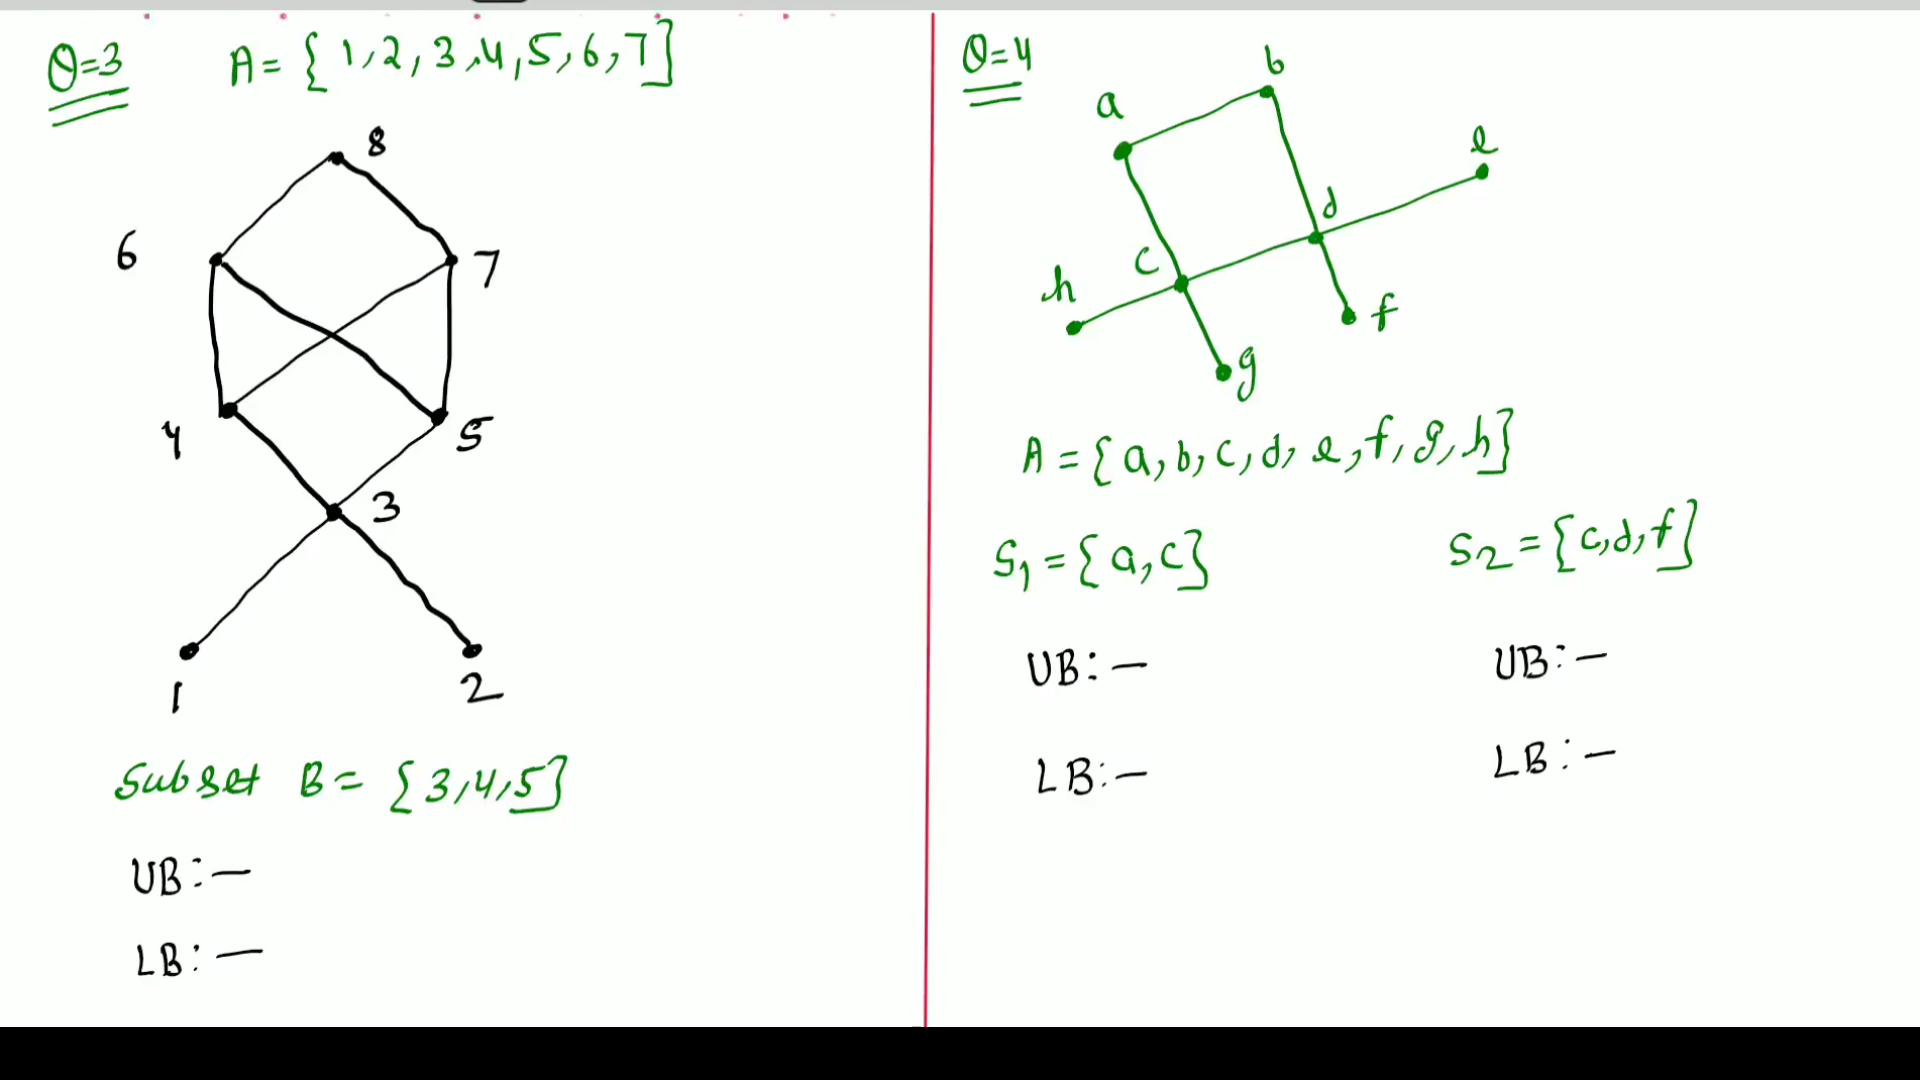 Q=3 A = { 1, 2, 3, 4, 5, 6, 7 ]
8
6
7
4
5
3
1
2
Subset B = { 3, 4, 5 }
UB :—
LB :—
Q=4
b
a
e
d
c
h
f
g
A = { a, b, c, d, e, f, g, h ]
S1 = { a, c }
S2 = { c, d, f ]
UB :—
UB :—
LB :—
LB :—